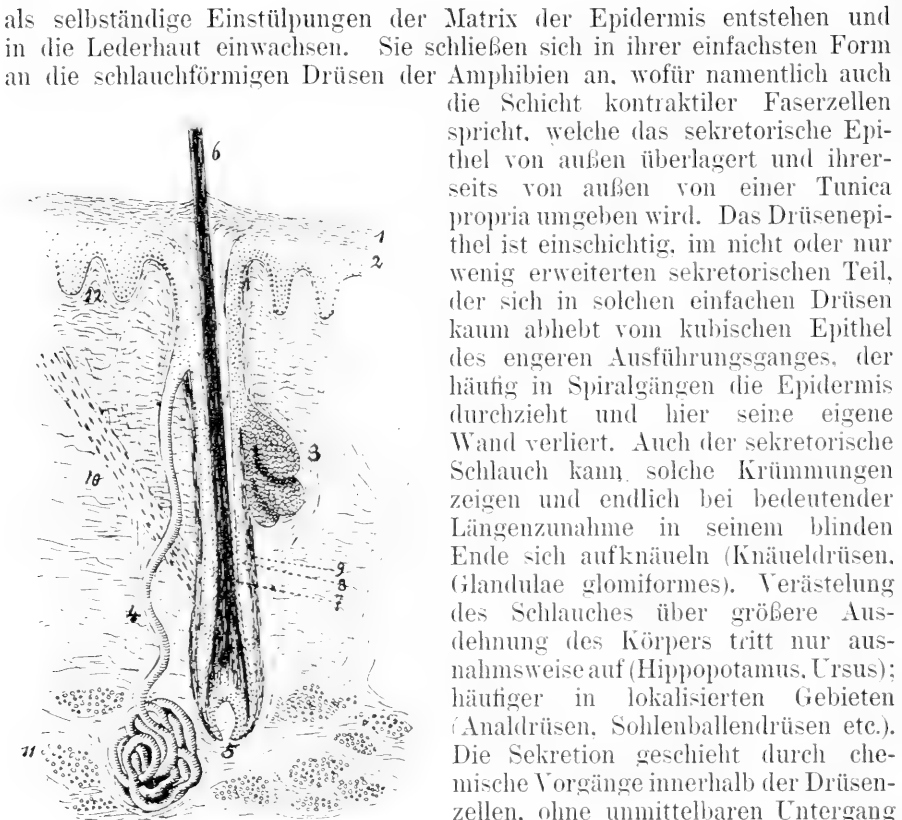 als selbständige Einstülpungen der Matrix der Epidermis entstehen und
in die Lederhaut einwachsen. Sie schließen sich in ihrer einfachsten Form
an die schlauchförmigen Drüsen der Amphibien an, wofür namentlich auch
die Schicht kontraktiler Faserzellen
spricht, welche das sekretorische Epi-
thel von außen überlagert und ihrer-
seits von außen von einer Tunica
propria umgeben wird. Das Drüsenepi-
thel ist einschichtig, im nicht oder nur
wenig erweiterten sekretorischen Teil,
der sich in solchen einfachen Drüsen
kaum abhebt vom kubischen Epithel
des engeren Ausführungsganges, der
häufig in Spiralgängen die Epidermis
durchzieht und hier seine eigene
Wand verliert. Auch der sekretorische
Schlauch kann solche Krümmungen
zeigen und endlich bei bedeutender
Längenzunahme in seinem blinden
Ende sich aufknäueln (Knäueldrüsen,
Glandulae glomiformes). Verästelung
des Schlauches über größere Aus-
dehnung des Körpers tritt nur aus-
nahmsweise auf (Hippopotamus, Ursus);
häufiger in lokalisierten Gebieten
(Analdrüsen, Sohlenballendrüsen etc.).
Die Sekretion geschieht durch che-
mische Vorgänge innerhalb der Drüsen-
zellen, ohne unmittelbaren Untergang
6
1
2
12
3
10
9
8
7
4
5
11